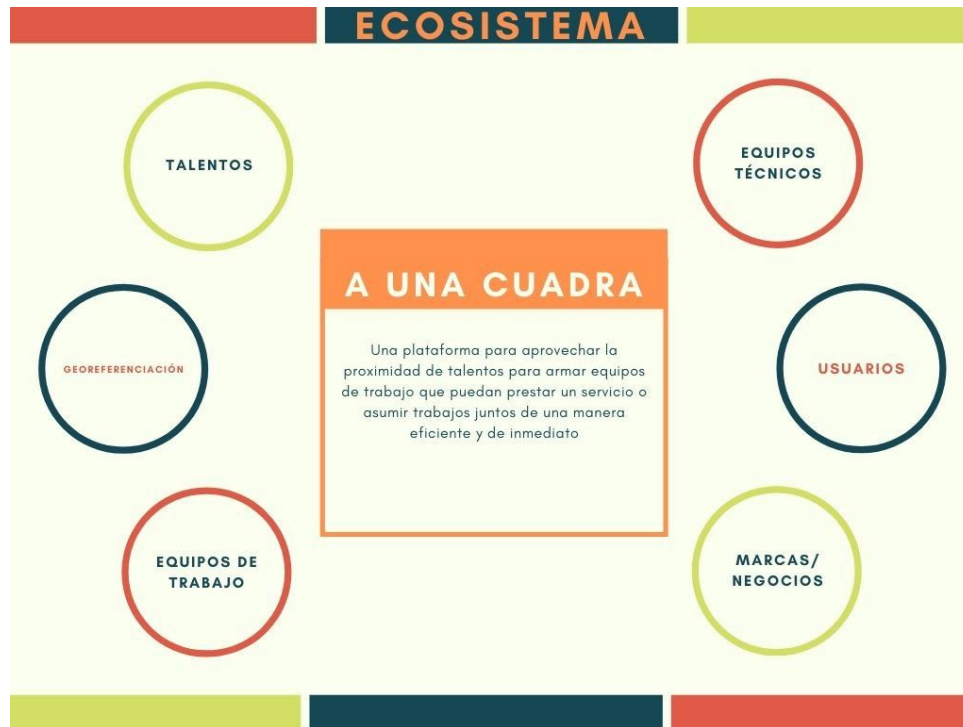 ECOSISTEMA
TALENTOS
EQUIPOS
TÉCNICOS
A UNA CUADRA
Una plataforma para aprovechar la
proximidad de talentos para armar equipos
de trabajo que puedan prestar un servicio o
asumir trabajos juntos de una manera
eficiente y de inmediato
GEOREFERENCIACIÓN
USUARIOS
EQUIPOS DE
TRABAJO
MARCAS/
NEGOCIOS